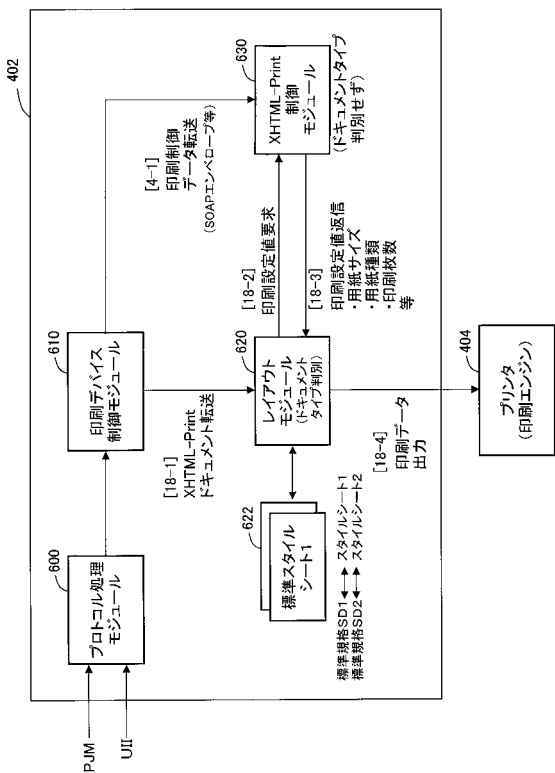 402
PJM
UII
600
プロトコル処理
モジュール
610
印刷デバイス
制御モジュール
[4-1]
印刷制御
データ転送
(SOAPエンベロープ等)
630
XHTML-Print
制御
モジュール
(ドキュメントタイプ
判別せず)
[18-1]
XHTML-Print
ドキュメント転送
620
レイアウト
モジュール
(ドキュメント
タイプ判別)
[18-2]
印刷設定値要求
[18-3]
印刷設定値返信
・用紙サイズ
・用紙種類
・印刷枚数
等
622
標準スタイル
シート1
標準規格SD1 スタイルシート1
標準規格SD2 スタイルシート2
[18-4]
印刷データ
出力
404
プリンタ
(印刷エンジン)